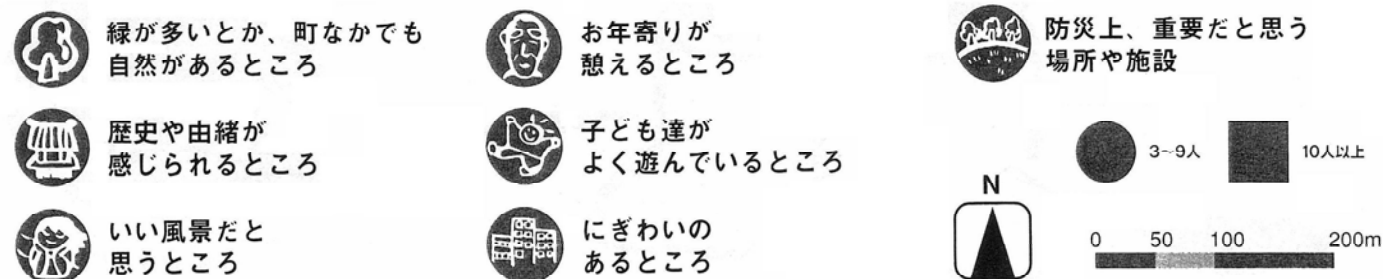 緑が多いとか、町なかでも
自然があるところ
歴史や由緒が
感じられるところ
いい風景だと
思うところ
お年寄りが
憩えるところ
子ども達が
よく遊んでいるところ
にぎわいの
あるところ
防災上、重要だと思う
場所や施設
3〜9人
10人以上
N
0 50 100 200m